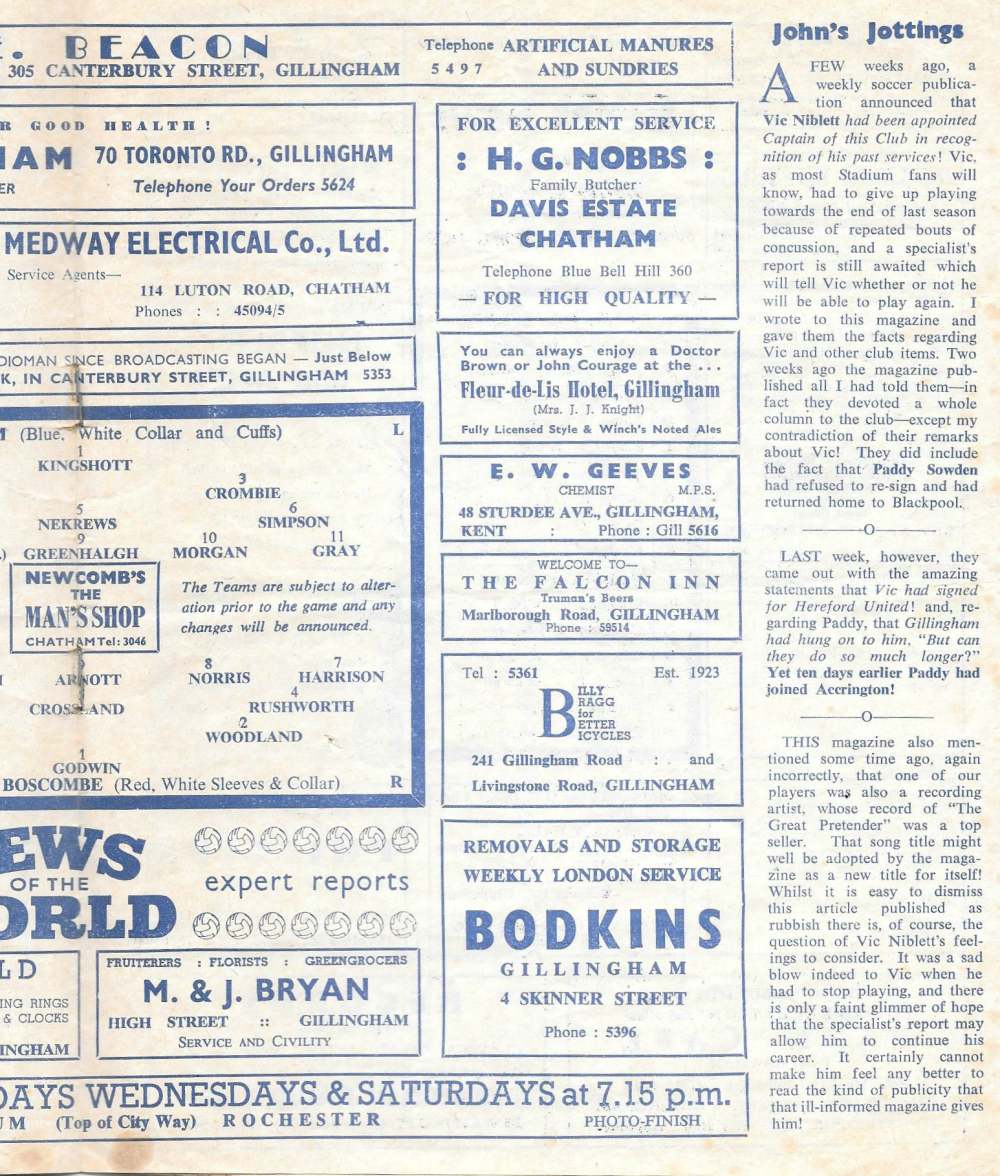 E. BEACON
305 CANTERBURY STREET, GILLINGHAM
Telephone
5 4 9 7
ARTIFICIAL MANURES
AND SUNDRIES
R GOOD HEALTH!
AM 70 TORONTO RD., GILLINGHAM
ER Telephone Your Orders 5624
MEDWAY ELECTRICAL Co., Ltd.
Service Agents—
114 LUTON ROAD, CHATHAM
Phones : : 45094/5
DIOMAN SINCE BROADCASTING BEGAN — Just Below
K, IN CANTERBURY STREET, GILLINGHAM 5353
M (Blue, White Collar and Cuffs) L
1
KINGSHOTT
3
CROMBIE
5 6
NEKREWS SIMPSON
9 10 11
.) GREENHALGH MORGAN GRAY
NEWCOMB'S
THE
MAN'S SHOP
CHATHAM Tel: 3046
The Teams are subject to alter-
ation prior to the game and any
changes will be announced.
8 7
ARNOTT NORRIS HARRISON
4
CROSSLAND RUSHWORTH
2
WOODLAND
1
GODWIN
BOSCOMBE (Red, White Sleeves & Collar) R
EWS
OF THE
ORLD
expert reports
LD
ING RINGS
& CLOCKS
INGHAM
FRUITERERS : FLORISTS : GREENGROCERS
M. & J. BRYAN
HIGH STREET :: GILLINGHAM
SERVICE AND CIVILITY
FOR EXCELLENT SERVICE
: H. G. NOBBS :
Family Butcher
DAVIS ESTATE
CHATHAM
Telephone Blue Bell Hill 360
— FOR HIGH QUALITY —
You can always enjoy a Doctor
Brown or John Courage at the ...
Fleur-de-Lis Hotel, Gillingham
(Mrs. J. J. Knight)
Fully Licensed Style & Winch's Noted Ales
E. W. GEEVES
CHEMIST M.P.S.
48 STURDEE AVE., GILLINGHAM,
KENT : Phone : Gill 5616
WELCOME TO—
THE FALCON INN
Truman's Beers
Marlborough Road, GILLINGHAM
Phone : 59514
Tel : 5361 Est. 1923
BILLY
RAGG
for
BETTER
BICYCLES
241 Gillingham Road : and
Livingstone Road, GILLINGHAM
REMOVALS AND STORAGE
WEEKLY LONDON SERVICE
BODKINS
GILLINGHAM
4 SKINNER STREET
Phone : 5396
DAYS WEDNESDAYS & SATURDAYS at 7.15 p.m.
UM (Top of City Way) ROCHESTER PHOTO-FINISH
John's Jottings
A FEW weeks ago, a
weekly soccer publica-
tion announced that
Vic Niblett had been appointed
Captain of this Club in recog-
nition of his past services! Vic,
as most Stadium fans will
know, had to give up playing
towards the end of last season
because of repeated bouts of
concussion, and a specialist's
report is still awaited which
will tell Vic whether or not he
will be able to play again. I
wrote to this magazine and
gave them the facts regarding
Vic and other club items. Two
weeks ago the magazine pub-
lished all I had told them—in
fact they devoted a whole
column to the club—except my
contradiction of their remarks
about Vic! They did include
the fact that Paddy Sowden
had refused to re-sign and had
returned home to Blackpool.
——O——
LAST week, however, they
came out with the amazing
statements that Vic had signed
for Hereford United! and, re-
garding Paddy, that Gillingham
had hung on to him, "But can
they do so much longer?"
Yet ten days earlier Paddy had
joined Accrington!
——O——
THIS magazine also men-
tioned some time ago, again
incorrectly, that one of our
players was also a recording
artist, whose record of "The
Great Pretender" was a top
seller. That song title might
well be adopted by the maga-
zine as a new title for itself!
Whilst it is easy to dismiss
this article published as
rubbish there is, of course, the
question of Vic Niblett's feel-
ings to consider. It was a sad
blow indeed to Vic when he
had to stop playing, and there
is only a faint glimmer of hope
that the specialist's report may
allow him to continue his
career. It certainly cannot
make him feel any better to
read the kind of publicity that
that ill-informed magazine gives
him!